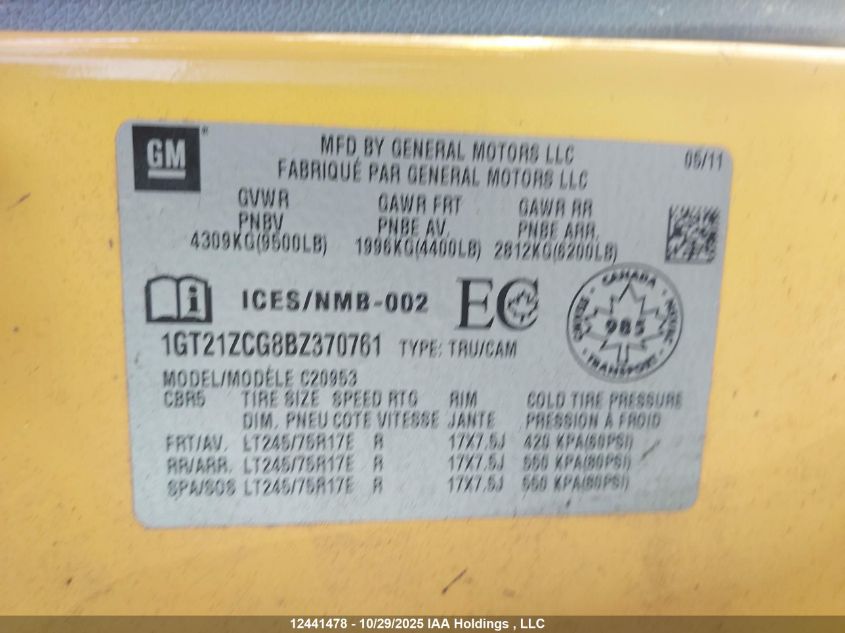 GM
MFD BY GENERAL MOTORS LLC
05/11
FABRIQUÉ PAR GENERAL MOTORS LLC
GVWR GAWR FRT GAWR RR
PNBV PNBE AV. PNBE ARR.
4309KG(9500LB) 1996KG(4400LB) 2812KG(6200LB)
ICES/NMB-002 EC
CANADA
985
TRANSPORT
1GT21ZCG8BZ370761 TYPE: TRU/CAM
MODEL/MODÈLE C20953
CBR5 TIRE SIZE SPEED RTG RIM COLD TIRE PRESSURE
DIM. PNEU COTE VITESSE JANTE PRESSION À FROID
FRT/AV. LT245/75R17E R 17X7.5J 420 KPA(60PSI)
RR/ARR. LT245/75R17E R 17X7.5J 550 KPA(80PSI)
SPA/SOS LT245/75R17E R 17X7.5J 550 KPA(80PSI)
12441478 - 10/29/2025 IAA Holdings , LLC